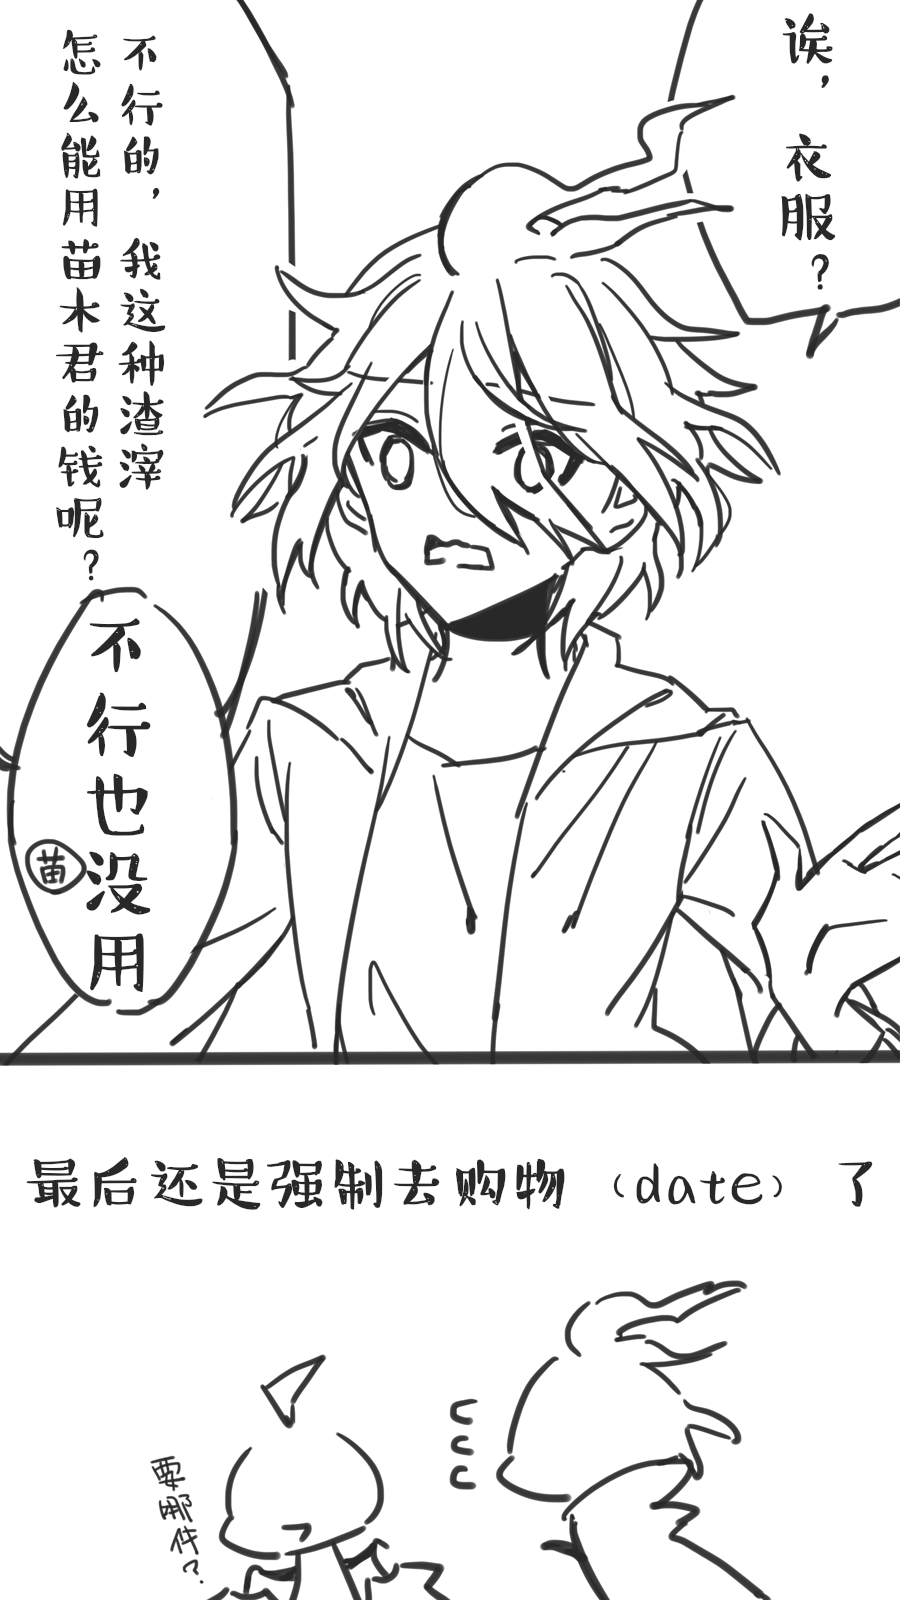 诶，衣服？
不行的，我这种渣滓
怎么能用苗木君的钱呢？
不行也没用
苗
最后还是强制去购物（date）了
要哪件？